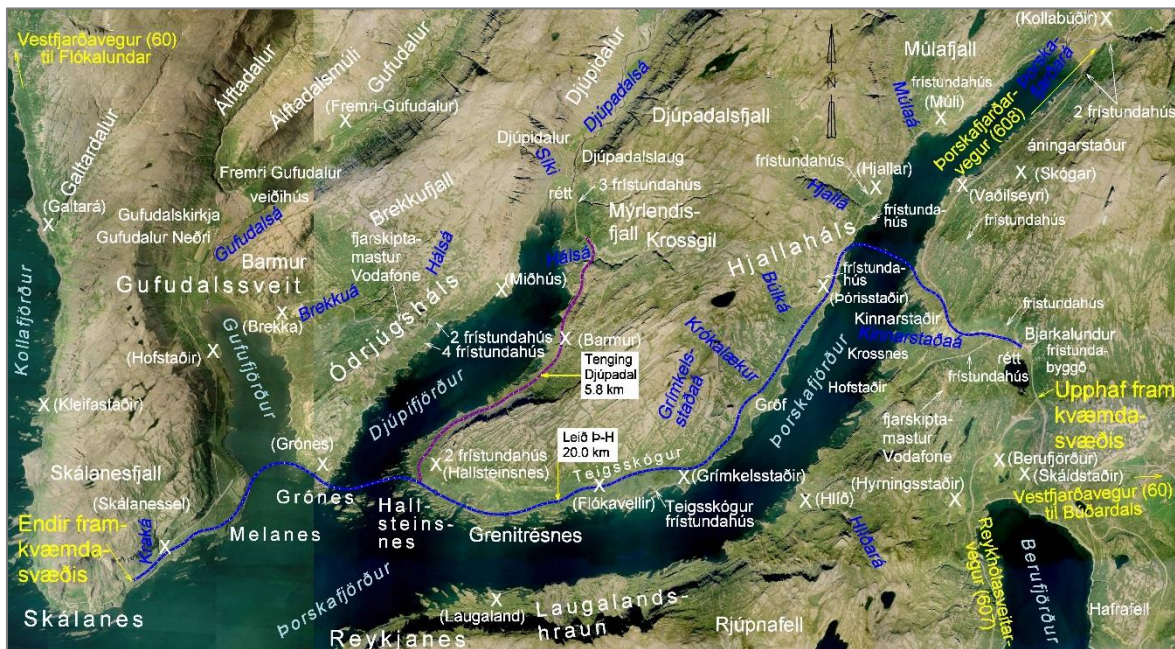 Vestfjarðavegur (60)
til Flókalundar
Álftadalur
Álftadalsmúli
Gufudalur
(Fremri-Gufudalur)
Djúpidalur
Djúpadalsá
Galtardalur
(Galtará)
Fremri Gufudalur
veiðihús
Gufudalskirkja
Gufudalur Neðri
Gufudalsá
Barmur
Gufudalssveit
Brekkufjall
fjarskipta-
mastur
Vodafone
Hálsá
Djúpidalur
Síki
rétt
Djúpadalslaug
3 frístundahús
Djúpadalsfjall
Mýrlendis-
fjall
Krossgil
Hálsá
(Miðhús)
Brekkuá
(Brekka)
(Hofstaðir)
Gufufjörður
Kollafjörður
(Kleifastaðir)
Ódrjúgsháls
2 frístundahús
4 frístundahús
Djúpifjörður
(Barmur)
Tenging
Djúpadal
5.8 km
Múlafjall
frístundahús
(Múli)
Múlaá
(Kollabúðir)
Þorska-
fjarðará
Þorskafjarðar-
vegur (608)
2 frístundahús
áningarstaður
(Skógar)
(Vaðilseyri)
frístundahús
frístundahús
(Hjallar)
Hjallá
frístunda-
hús
Hjallaháls
frístunda-
hús
(Þórisstaðir)
Búlká
Krókalækur
Grímkels-
staðaá
Gröf
Kinnarstaðir
Kinnarstaðaá
Krossnes
Hofstaðir
Þorskafjörður
frístundahús
Bjarkalundur
frístunda-
byggð
rétt
frístundahús
Upphaf fram
kvæmda-
svæðis
fjarskipta-
mastur
Vodafone
(Berufjörður)
(Skáldstaðir)
Vestfjarðavegur (60)
til Búðardals
Hyrningsstaðir)
(Hlíð)
Hlíðará
Reykhólasveitar-
vegur (607)
Berufjörður
Hafrafell
Leið Þ-H
20.0 km
2 frístundahús
(Hallsteinsnes)
Teigsskógur
(Flókavellir)
(Grímkelsstaðir)
Teigsskógur
frístundahús
(Grónes)
Grónes
Hall-
steins-
nes
Grenitrésnes
Skálanesfjall
(Skálanessel)
Kraká
Melanes
Endir fram-
kvæmda-
svæðis
Skálanes
Þorskafjörður
(Laugaland)
Reykjanes
Laugalands-
hraun
Rjúpnafell